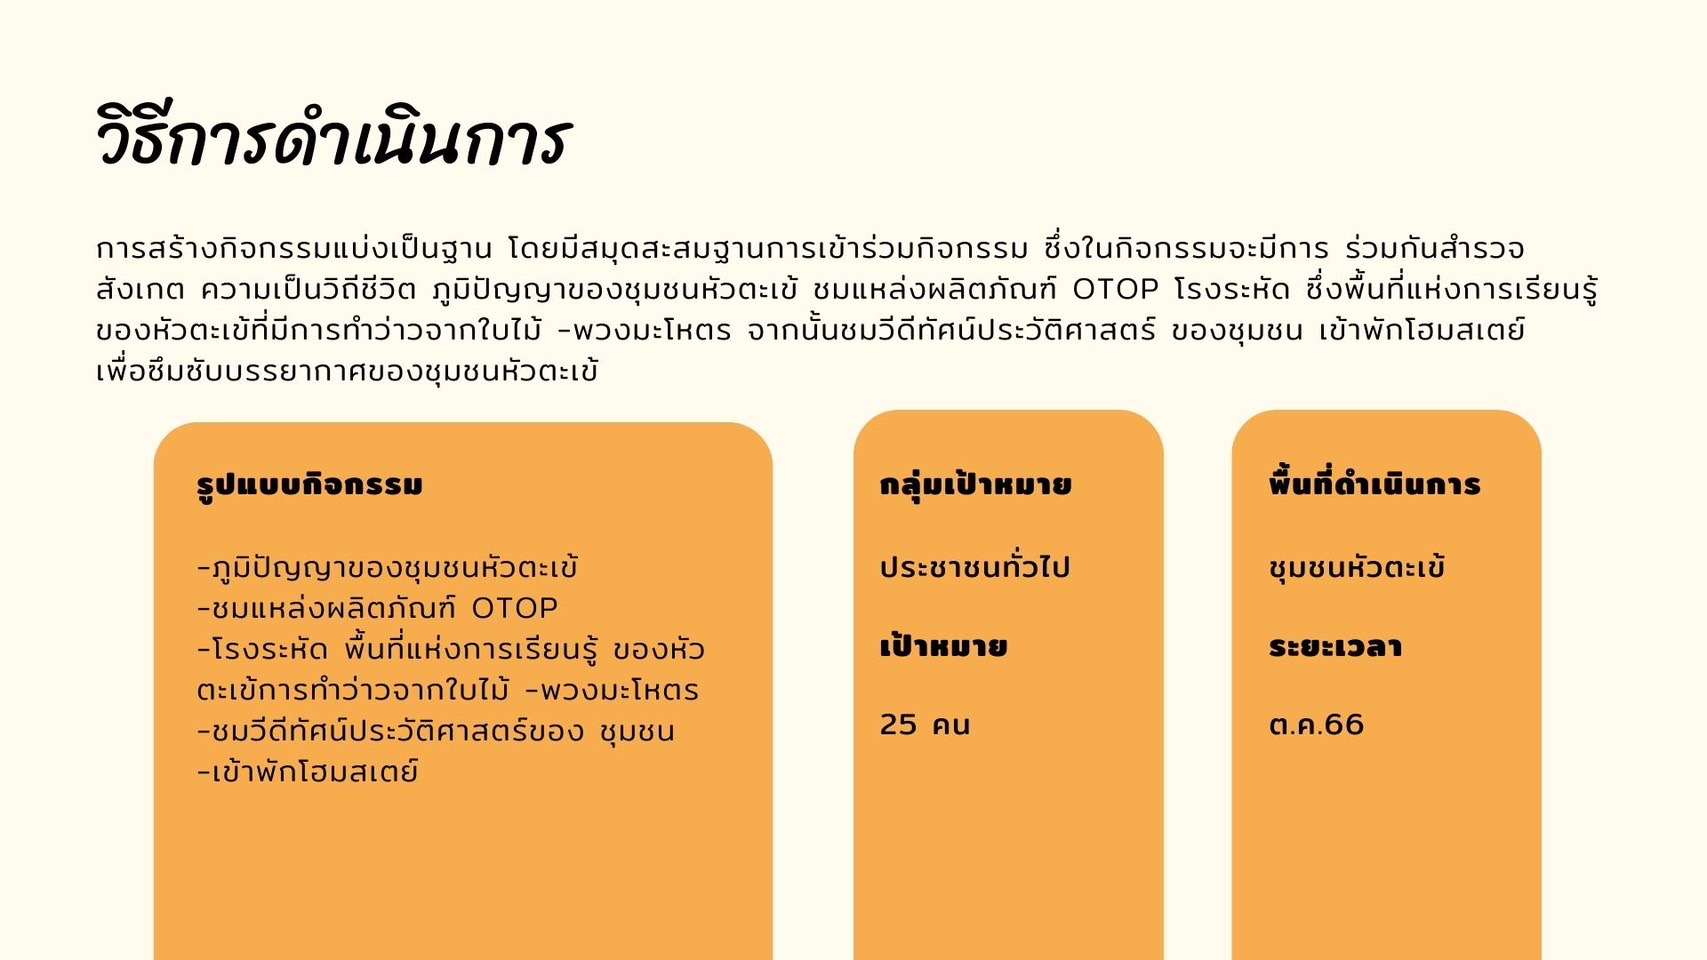 วิธีการดำเนินการ
การสร้างกิจกรรมแบ่งเป็นฐาน โดยมีสมุดสะสมฐานการเข้าร่วมกิจกรรม ซึ่งในกิจกรรมจะมีการ ร่วมกันสำรวจ
สังเกต ความเป็นวิถีชีวิต ภูมิปัญญาของชุมชนหัวตะเข้ ชมแหล่งผลิตภัณฑ์ OTOP โรงระหัด ซึ่งพื้นที่แห่งการเรียนรู้
ของหัวตะเข้ที่มีการทำว่าวจากใบไม้ -พวงมะโหตร จากนั้นชมวีดีทัศน์ประวัติศาสตร์ ของชุมชน เข้าพักโฮมสเตย์
เพื่อซึมซับบรรยากาศของชุมชนหัวตะเข้
รูปแบบกิจกรรม
-ภูมิปัญญาของชุมชนหัวตะเข้
-ชมแหล่งผลิตภัณฑ์ OTOP
-โรงระหัด พื้นที่แห่งการเรียนรู้ ของหัว
ตะเข้การทำว่าวจากใบไม้ -พวงมะโหตร
-ชมวีดีทัศน์ประวัติศาสตร์ของ ชุมชน
-เข้าพักโฮมสเตย์
กลุ่มเป้าหมาย
ประชาชนทั่วไป
เป้าหมาย
25 คน
พื้นที่ดำเนินการ
ชุมชนหัวตะเข้
ระยะเวลา
ต.ค.66